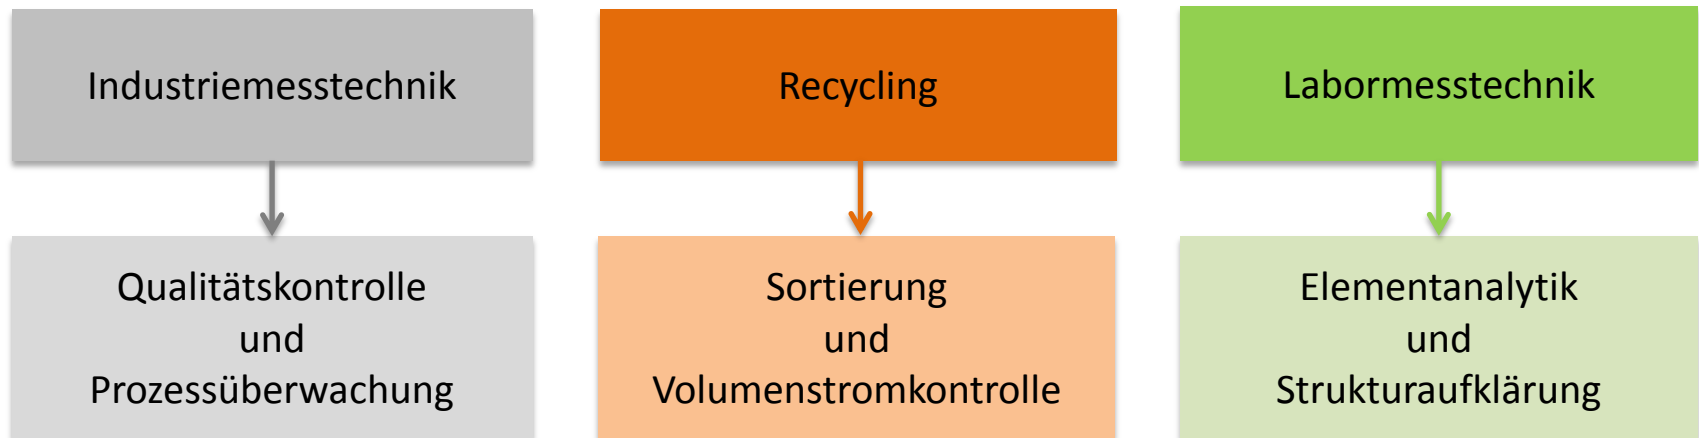 Industriemesstechnik
Recycling
Labormesstechnik
Qualitätskontrolle
und
Prozessüberwachung
Sortierung
und
Volumenstromkontrolle
Elementanalytik
und
Strukturaufklärung